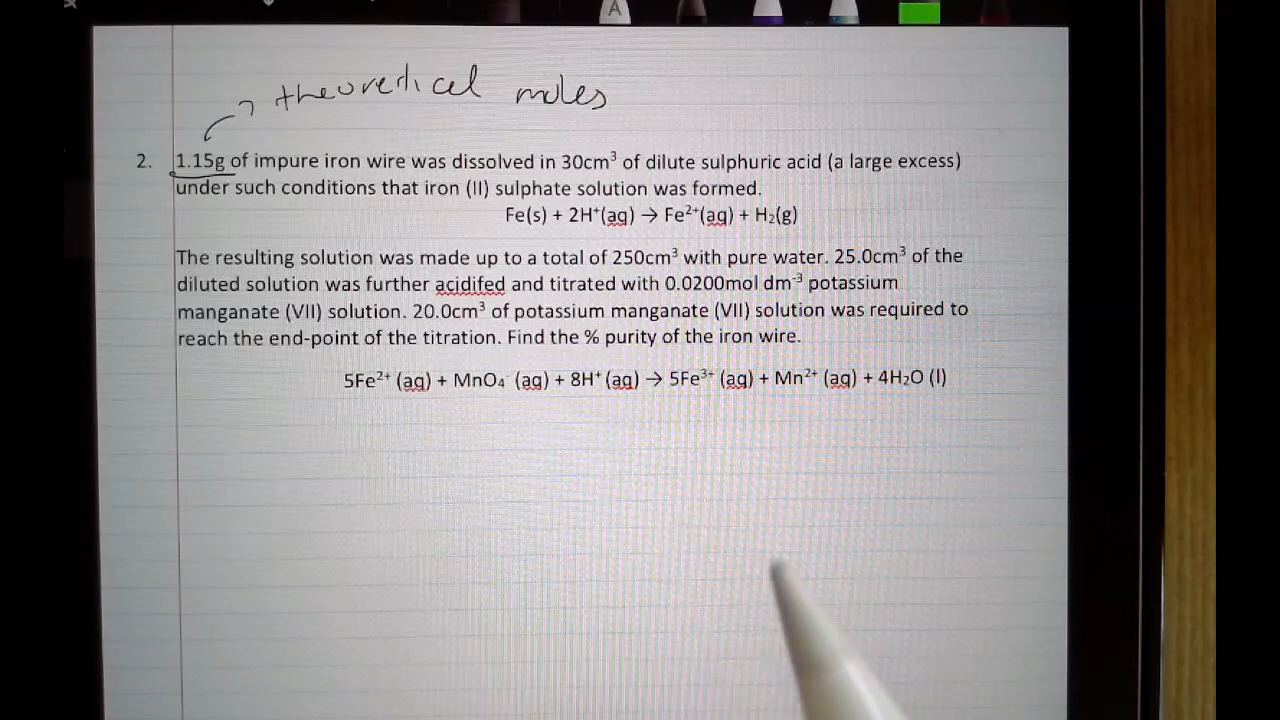 A
theoretical moles
2. 1.15g of impure iron wire was dissolved in 30cm³ of dilute sulphuric acid (a large excess)
under such conditions that iron (II) sulphate solution was formed.
Fe(s) + 2H⁺(aq) → Fe²⁺(aq) + H₂(g)
The resulting solution was made up to a total of 250cm³ with pure water. 25.0cm³ of the
diluted solution was further acidifed and titrated with 0.0200mol dm⁻³ potassium
manganate (VII) solution. 20.0cm³ of potassium manganate (VII) solution was required to
reach the end-point of the titration. Find the % purity of the iron wire.
5Fe²⁺ (aq) + MnO₄⁻ (aq) + 8H⁺ (aq) → 5Fe³⁺ (aq) + Mn²⁺ (aq) + 4H₂O (l)